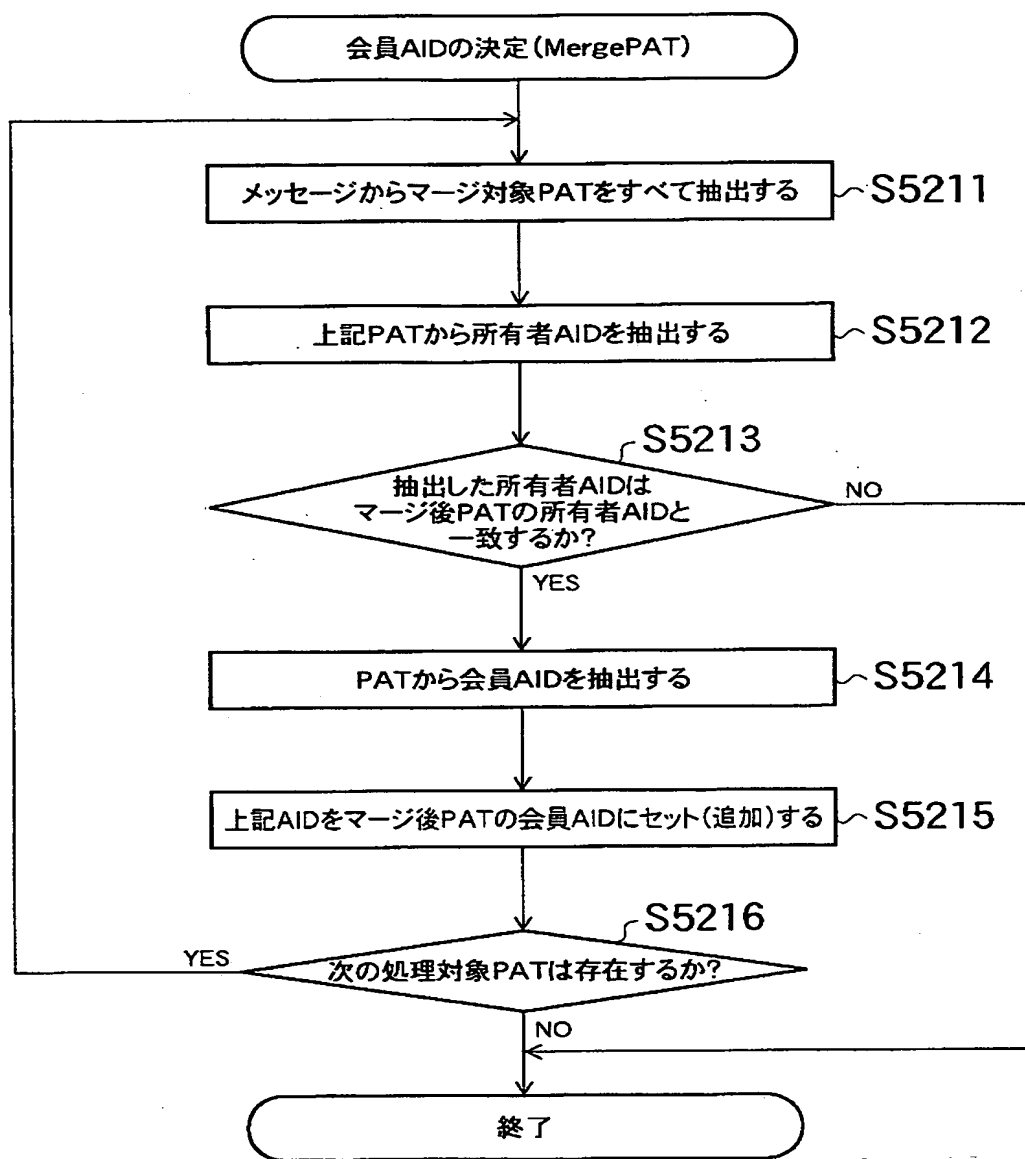 会員AIDの決定(MergePAT)
メッセージからマージ対象PATをすべて抽出する
S5211
上記PATから所有者AIDを抽出する
S5212
S5213
抽出した所有者AIDは
マージ後PATの所有者AIDと
一致するか?
NO
YES
PATから会員AIDを抽出する
S5214
上記AIDをマージ後PATの会員AIDにセット(追加)する
S5215
S5216
YES
次の処理対象PATは存在するか?
NO
終了